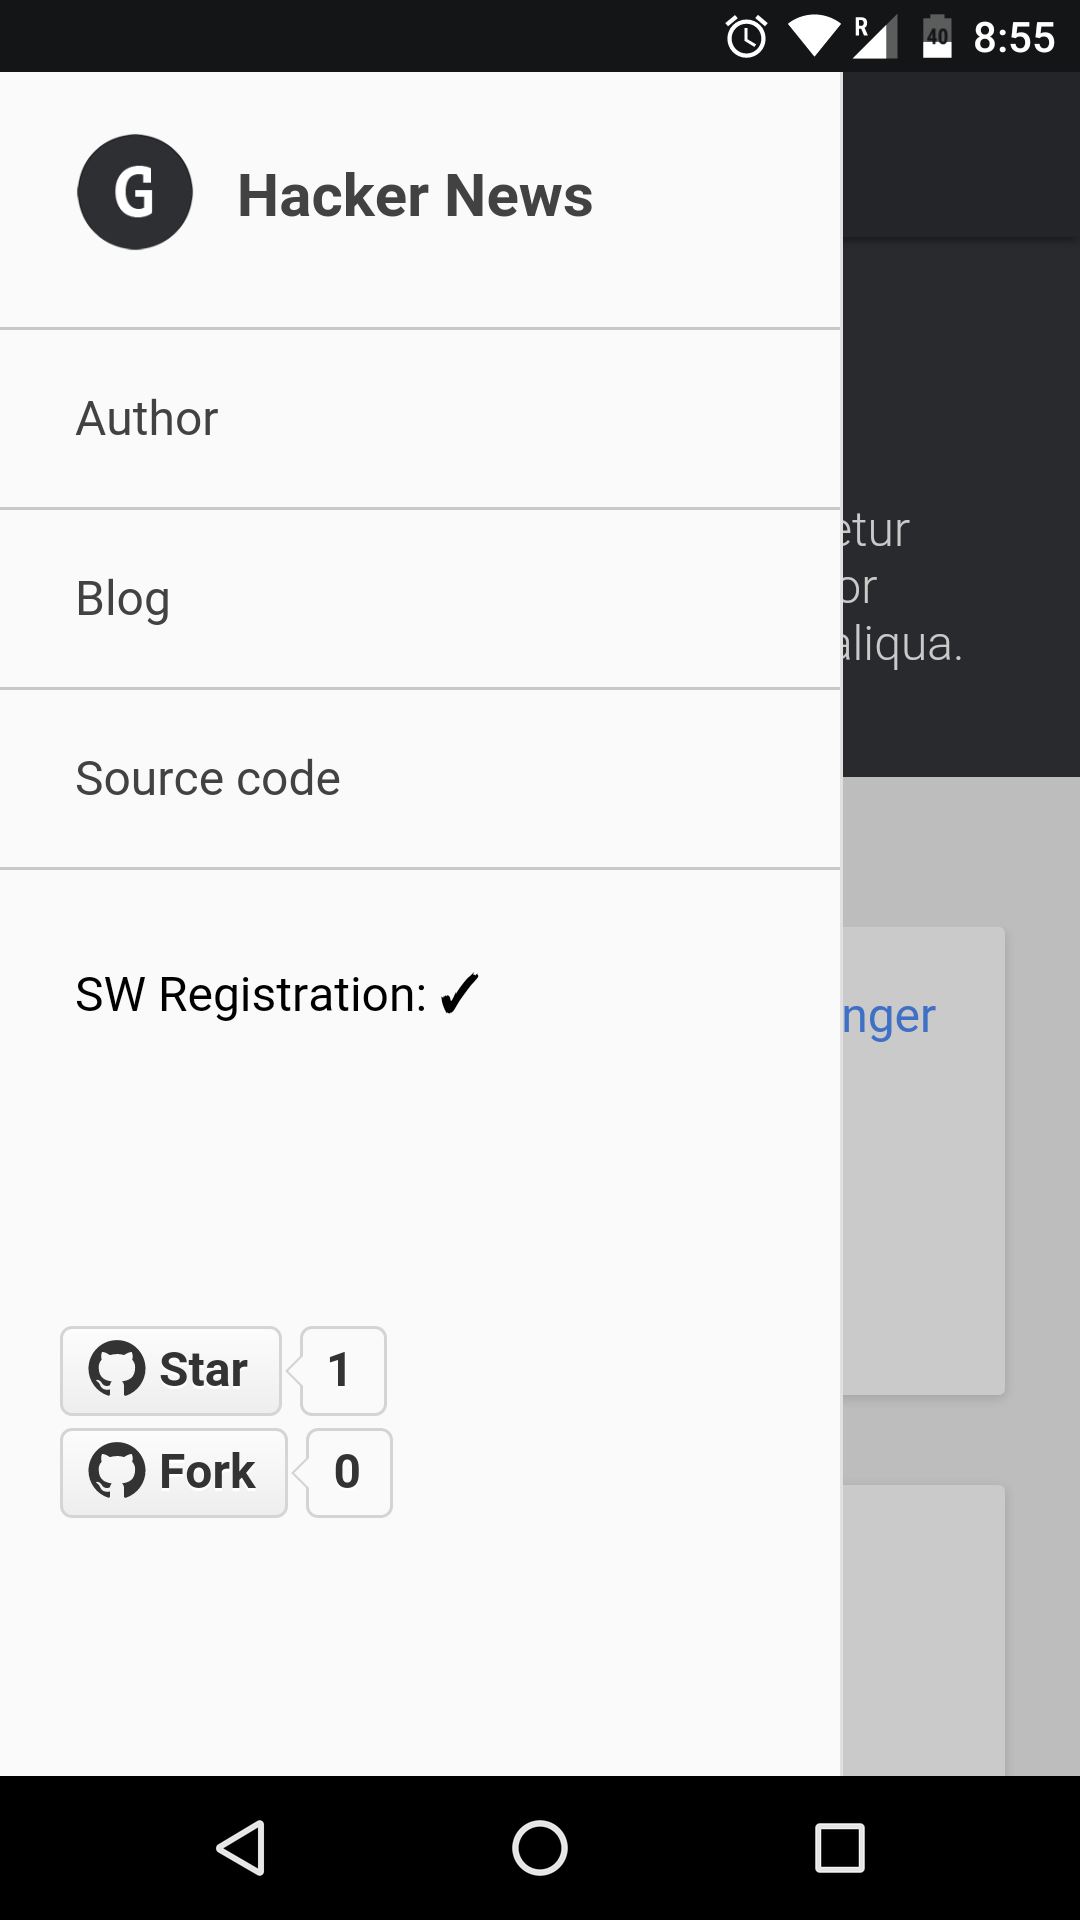 R 40 8:55
G Hacker News
Author
Blog
etur
or
aliqua.
Source code
SW Registration: ✓
nger
Star 1
Fork 0